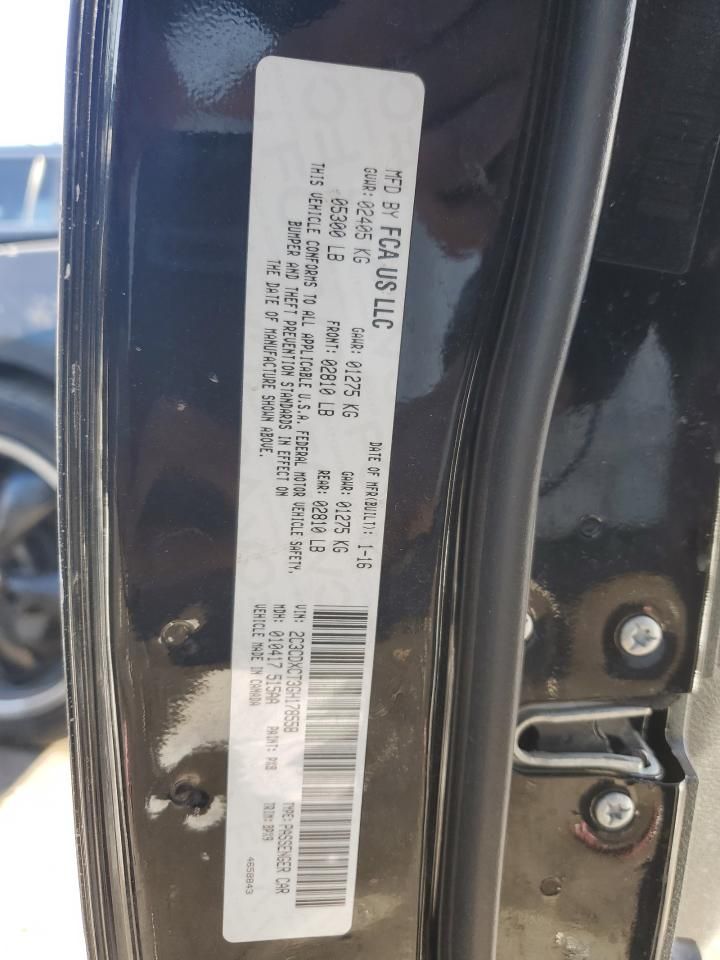 MFD BY FCA US LLC
DATE OF MFR(BUILT): 1-16
GVWR: 02405 KG GAWR: 01275 KG GAWR: 01275 KG
05300 LB FRONT: 02810 LB REAR: 02810 LB
THIS VEHICLE CONFORMS TO ALL APPLICABLE U.S.A. FEDERAL MOTOR VEHICLE SAFETY,
BUMPER AND THEFT PREVENTION STANDARDS IN EFFECT ON
THE DATE OF MANUFACTURE SHOWN ABOVE.
VIN: 2C3CDXCT3GH178558 TYPE: PASSENGER CAR
MDH: 010417 515AA PAINT: PX8 TRIM: BPX9
VEHICLE MADE IN CANADA 4658843